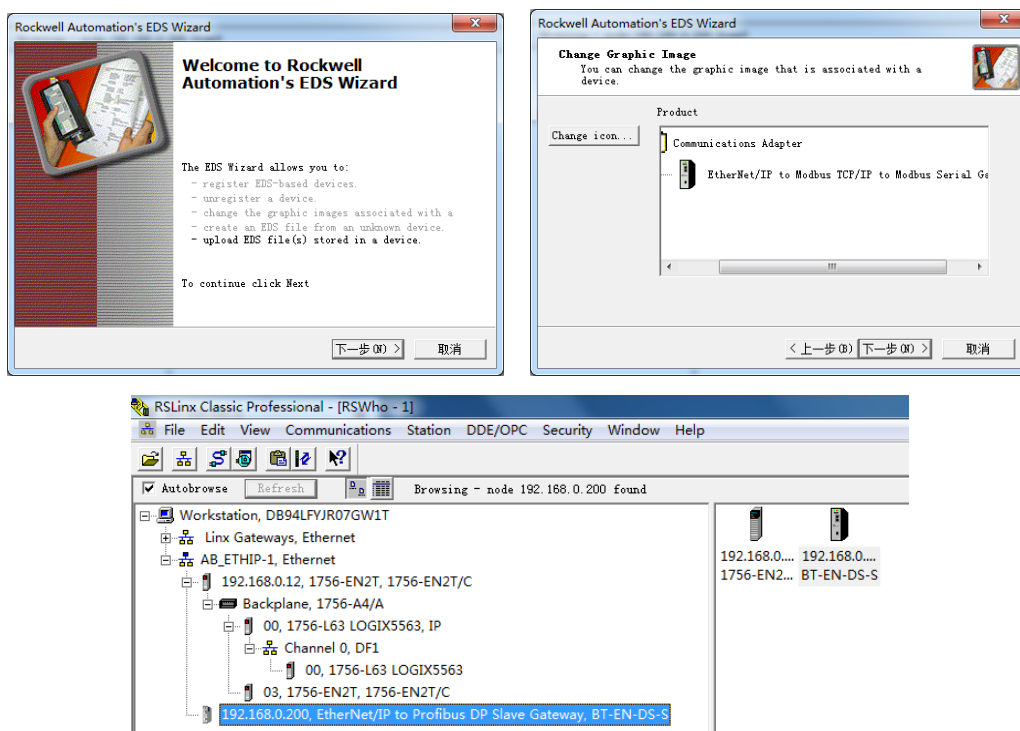 Rockwell Automation's EDS Wizard
Welcome to Rockwell
Automation's EDS Wizard
The EDS Wizard allows you to:
- register EDS-based devices.
- unregister a device.
- change the graphic images associated with a
- create an EDS file from an unknown device.
- upload EDS file(s) stored in a device.
To continue click Next
下一步(N) >
取消
Rockwell Automation's EDS Wizard
Change Graphic Image
You can change the graphic image that is associated with a
device.
Product
Change icon...
Communications Adapter
EtherNet/IP to Modbus TCP/IP to Modbus Serial Ge
< 上一步(B)
下一步(N) >
取消
RSLinx Classic Professional - [RSWho - 1]
File Edit View Communications Station DDE/OPC Security Window Help
Autobrowse Refresh Browsing - node 192.168.0.200 found
Workstation, DB94LFYJR07GW1T
Linx Gateways, Ethernet
AB_ETHIP-1, Ethernet
192.168.0.12, 1756-EN2T, 1756-EN2T/C
Backplane, 1756-A4/A
00, 1756-L63 LOGIX5563, IP
Channel 0, DF1
00, 1756-L63 LOGIX5563
03, 1756-EN2T, 1756-EN2T/C
192.168.0.200, EtherNet/IP to Profibus DP Slave Gateway, BT-EN-DS-S
192.168.0.... 192.168.0....
1756-EN2... BT-EN-DS-S